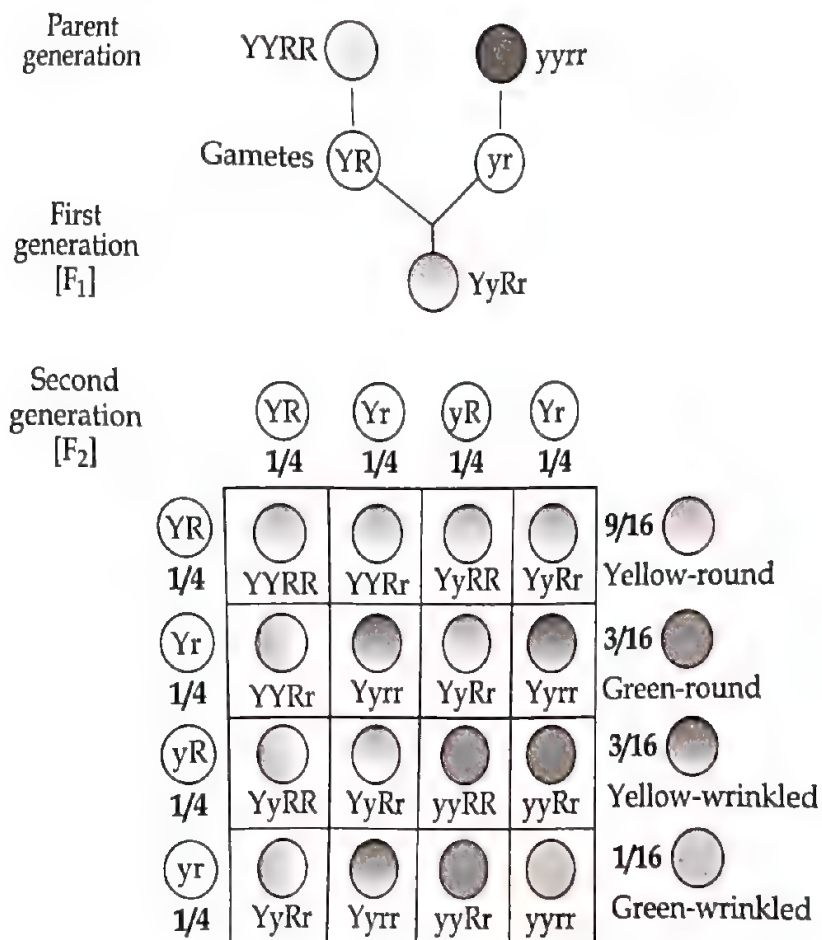 Parent
generation
YYRR
yyrr
Gametes
YR
yr
First
generation
[F₁]
YyRr
Second
generation
[F₂]
YR Yr yR Yr
1/4 1/4 1/4 1/4
YR
1/4
YYRR YYRr YyRR YyRr
9/16
Yellow-round
Yr
1/4
YYRr Yyrr YyRr Yyrr
3/16
Green-round
yR
1/4
YyRR YyRr yyRR yyRr
3/16
Yellow-wrinkled
yr
1/4
YyRr Yyrr yyRr yyrr
1/16
Green-wrinkled